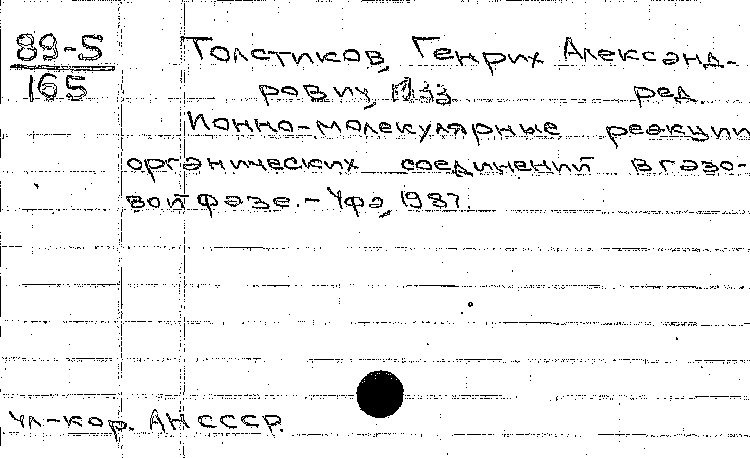 89-5
165
Толстиков, Генрих Александ-
рович, 1933 ред.
Ионно-молекулярные реакции
органических соединений в газо-
вой фазе. - Уфа, 1987.
чл-кор. АН СССР.